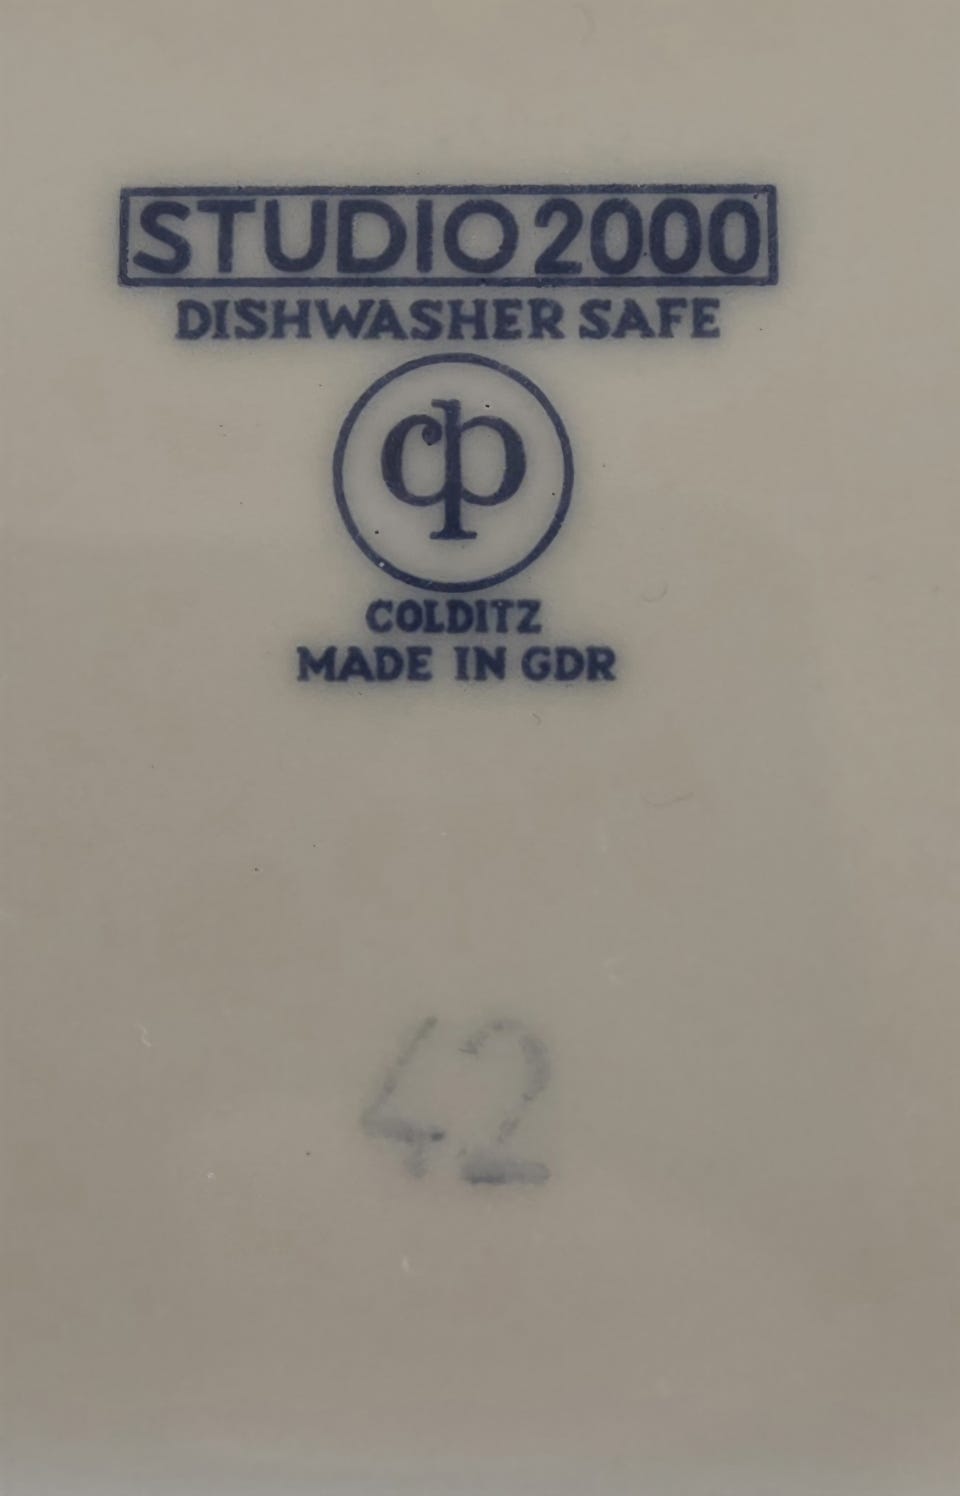 STUDIO 2000
DISHWASHER SAFE
cp
COLDITZ
MADE IN GDR
42